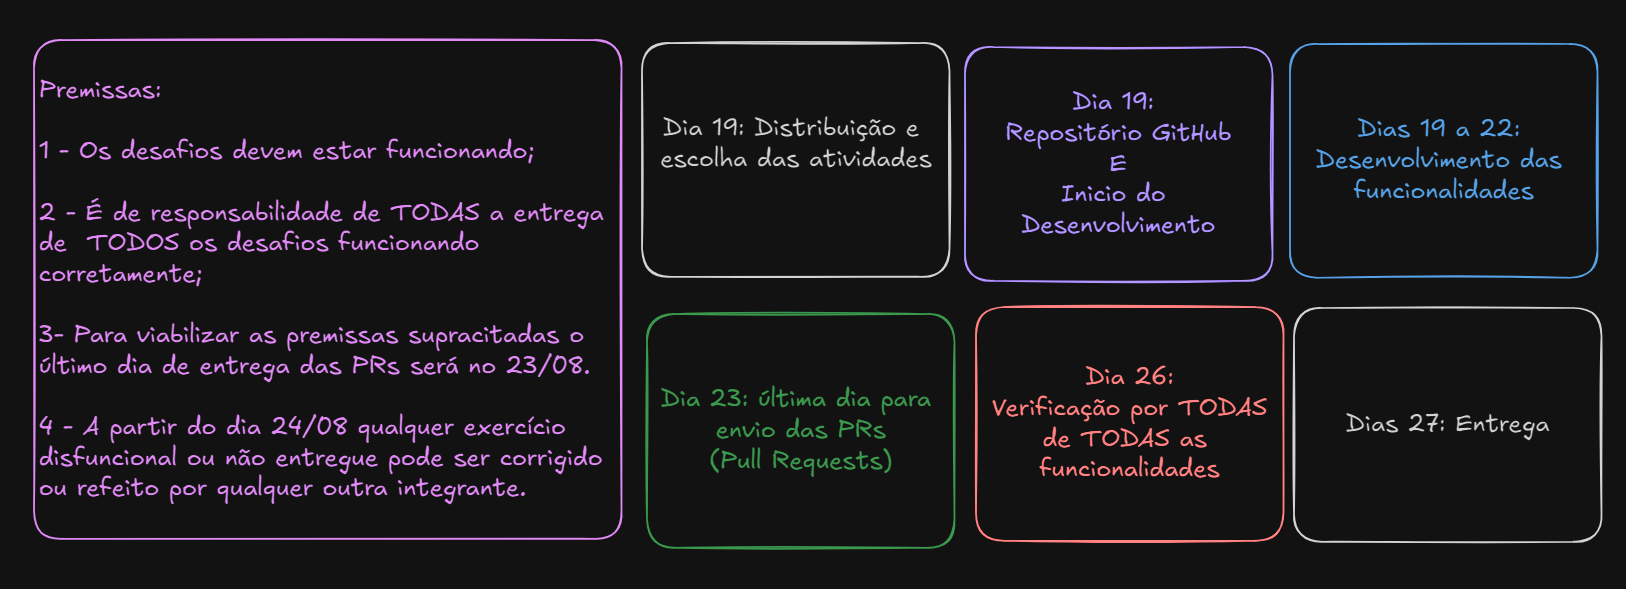 Premissas:
1 - Os desafios devem estar funcionando;
2 - É de responsabilidade de TODAS a entrega
de  TODOS os desafios funcionando
corretamente;
3- Para viabilizar as premissas supracitadas o
último dia de entrega das PRs será no 23/08.
4 - A partir do dia 24/08 qualquer exercício
disfuncional ou não entregue pode ser corrigido
ou refeito por qualquer outra integrante.
Dia 19: Distribuição e
escolha das atividades
Dia 19:
Repositório GitHub
E
Inicio do
Desenvolvimento
Dias 19 a 22:
Desenvolvimento das
funcionalidades
Dia 23: última dia para
envio das PRs
(Pull Requests)
Dia 26:
Verificação por TODAS
de TODAS as
funcionalidades
Dias 27: Entrega